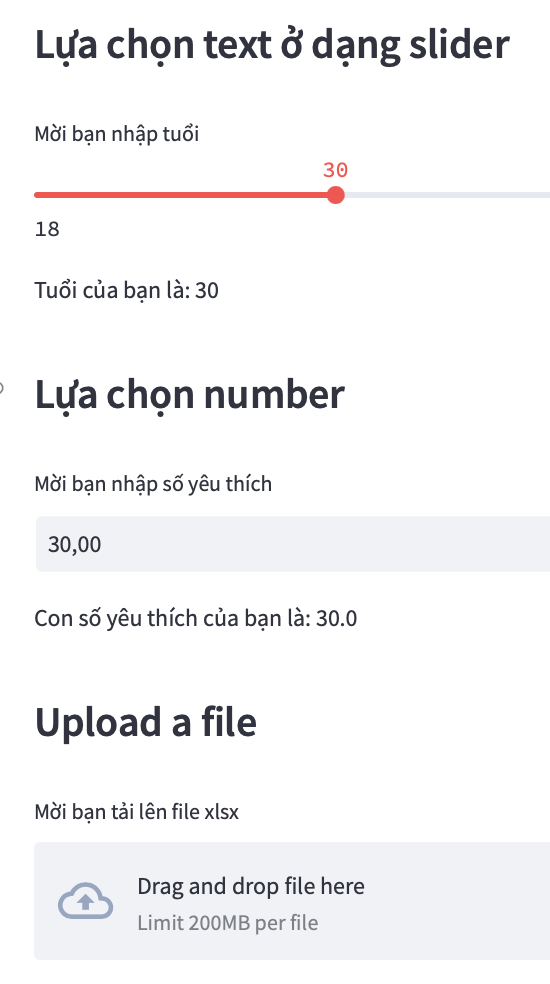 Lựa chọn text ở dạng slider
Mời bạn nhập tuổi
30
18
Tuổi của bạn là: 30
Lựa chọn number
Mời bạn nhập số yêu thích
30,00
Con số yêu thích của bạn là: 30.0
Upload a file
Mời bạn tải lên file xlsx
Drag and drop file here
Limit 200MB per file